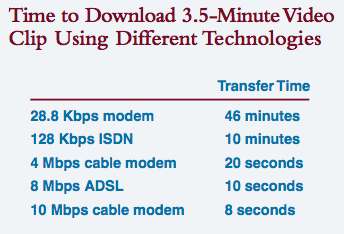 Time to Download 3.5-Minute Video
Clip Using Different Technologies
Transfer Time
28.8 Kbps modem 46 minutes
128 Kbps ISDN 10 minutes
4 Mbps cable modem 20 seconds
8 Mbps ADSL 10 seconds
10 Mbps cable modem 8 seconds